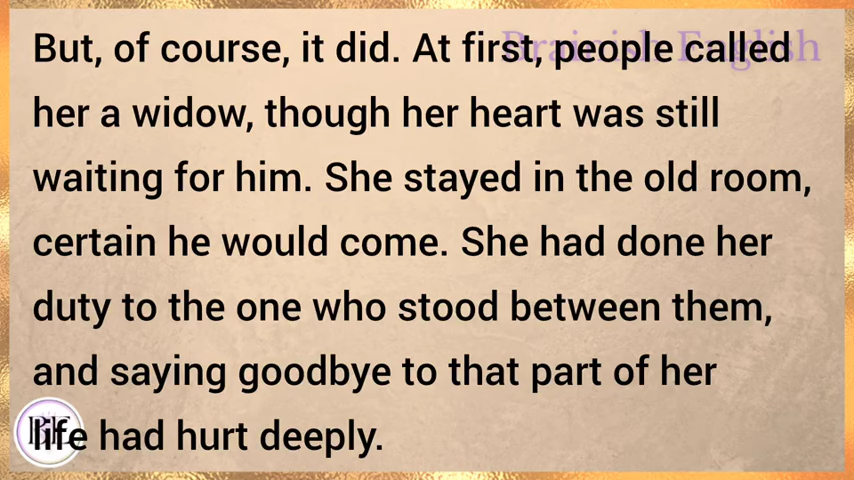 Brainish English
But, of course, it did. At first, people called
her a widow, though her heart was still
waiting for him. She stayed in the old room,
certain he would come. She had done her
duty to the one who stood between them,
and saying goodbye to that part of her
life had hurt deeply.